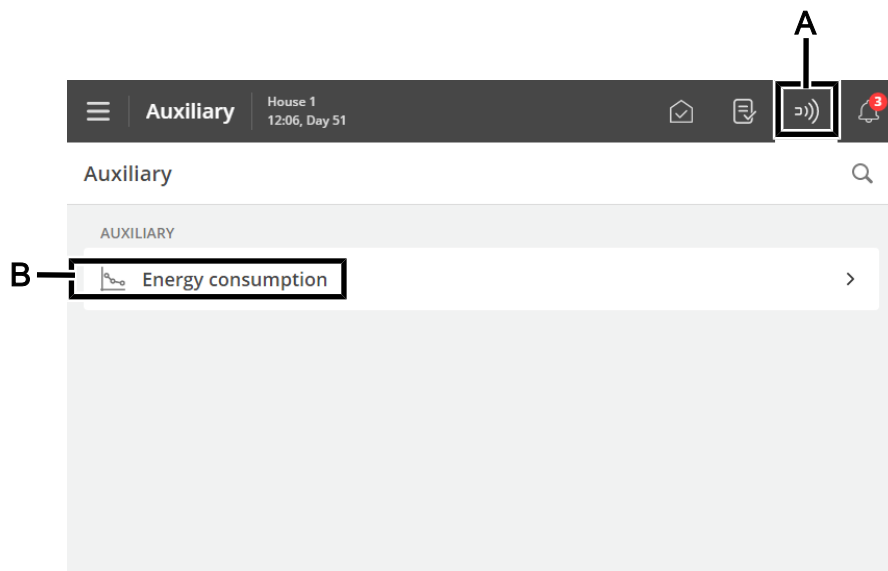 A
Auxiliary
House 1
12:06, Day 51
3
Auxiliary
AUXILIARY
B
Energy consumption